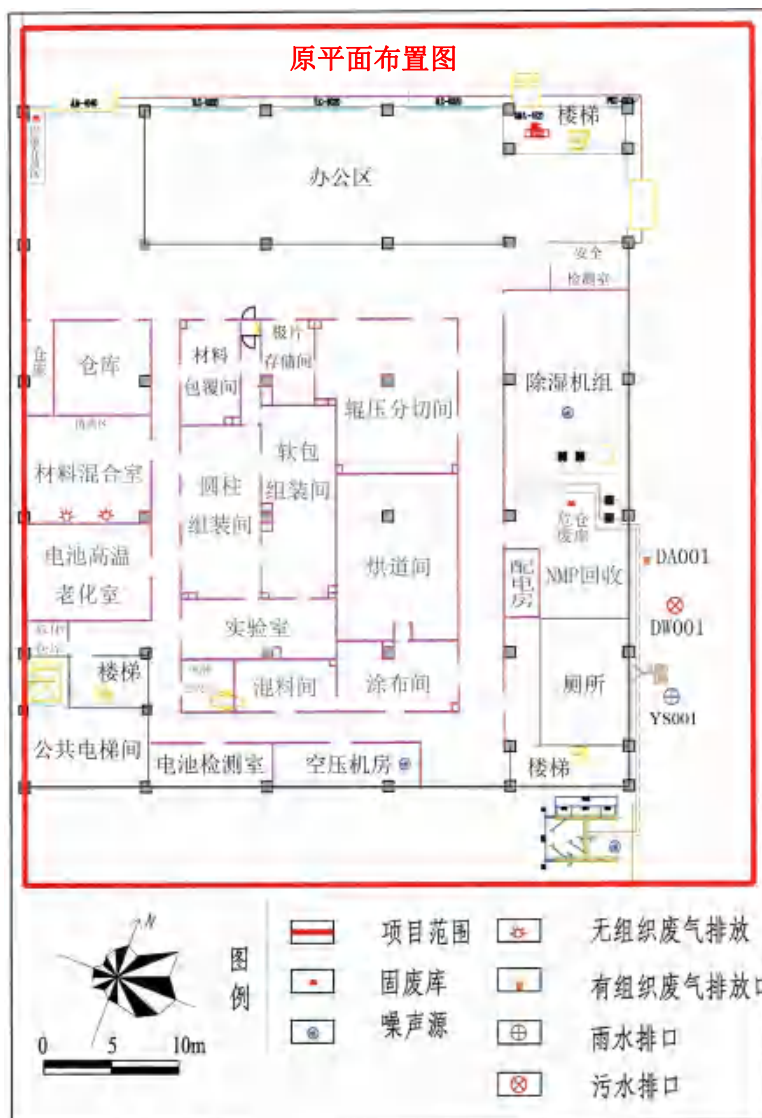 原平面布置图
楼梯
办公区
安全
检测室
仓库
仓库
材料
包覆间
极片
存储间
辊压分切间
除湿机组
材料混合室
圆柱
组装间
软包
组装间
危
废
仓
库
电池高温
老化室
烘道间
配电房
NMP回收
DA001
DW001
实验室
楼梯
混料间
涂布间
厕所
YS001
公共电梯间
电池检测室
空压机房
楼梯
N
图例
0 5 10m
项目范围
无组织废气排放
固废库
有组织废气排放口
噪声源
雨水排口
污水排口